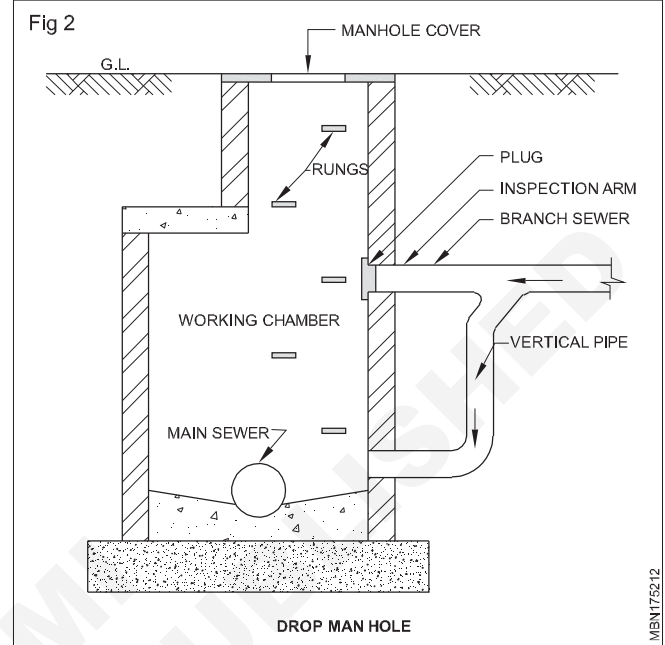 Fig 2
MANHOLE COVER
G.L.
RUNGS
PLUG
INSPECTION ARM
BRANCH SEWER
WORKING CHAMBER
VERTICAL PIPE
MAIN SEWER
DROP MAN HOLE
MBN175212